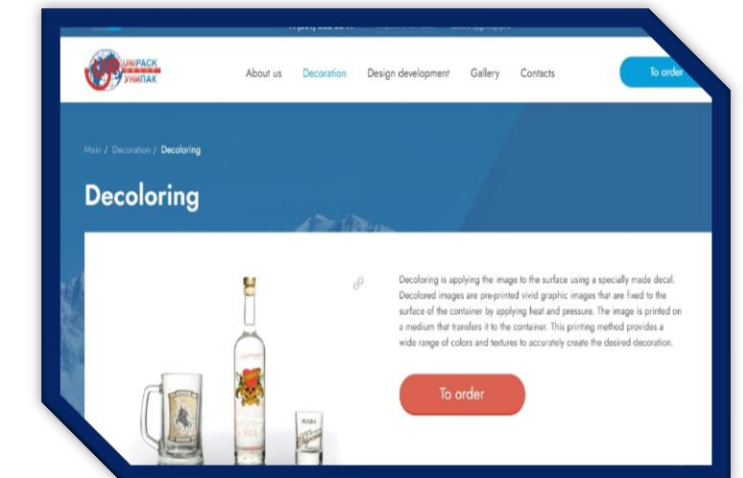 UNIPACK
GROUP
УНИПАК
About us
Decoration
Design development
Gallery
Contacts
To order
Main / Decoration / Decoloring
Decoloring
Decoloring is applying the image to the surface using a specially made decal.
Decolored images are pre-printed vivid graphic images that are fixed to the
surface of the container by applying heat and pressure. The image is printed on
a medium that transfers it to the container. This printing method provides a
wide range of colors and textures to accurately create the desired decoration.
To order